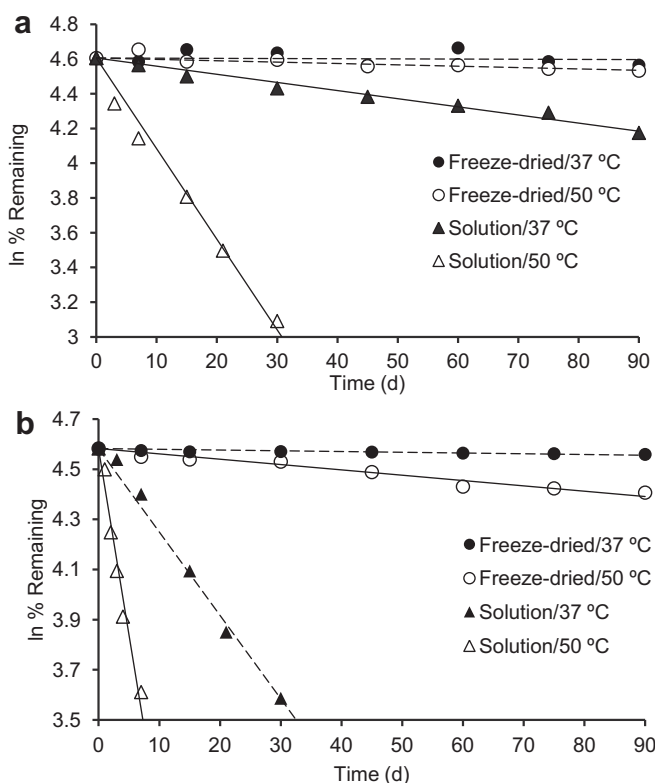 a
4.8
4.6
4.4
4.2
4
3.8
3.6
3.4
3.2
3
ln % Remaining
Freeze-dried/37 ºC
Freeze-dried/50 ºC
Solution/37 ºC
Solution/50 ºC
0 10 20 30 40 50 60 70 80 90
Time (d)
b
4.7
4.5
4.3
4.1
3.9
3.7
3.5
ln % Remaining
Freeze-dried/37 ºC
Freeze-dried/50 ºC
Solution/37 ºC
Solution/50 ºC
0 10 20 30 40 50 60 70 80 90
Time (d)